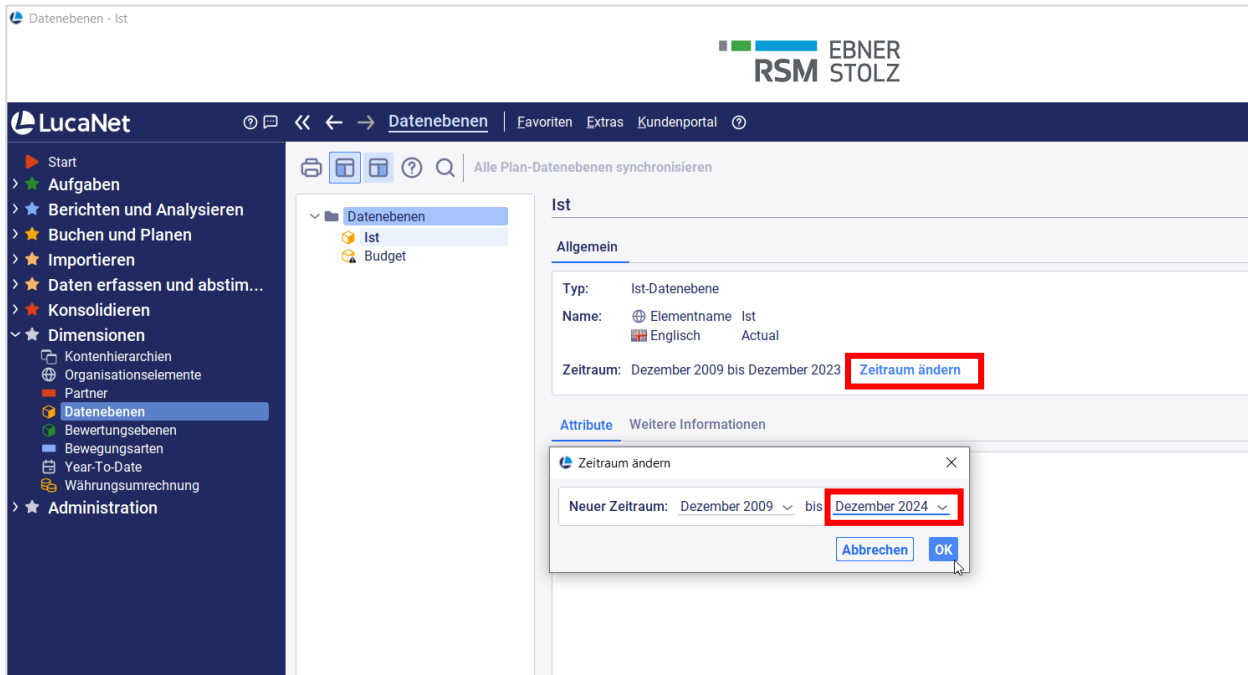 Datenebenen - Ist
RSM EBNER STOLZ
LucaNet
Datenebenen Favoriten Extras Kundenportal
Start
Aufgaben
Berichten und Analysieren
Buchen und Planen
Importieren
Daten erfassen und abstim...
Konsolidieren
Dimensionen
Kontenhierarchien
Organisationselemente
Partner
Datenebenen
Bewertungsebenen
Bewegungsarten
Year-To-Date
Währungsumrechnung
Administration
Alle Plan-Datenebenen synchronisieren
Datenebenen
Ist
Budget
Ist
Allgemein
Typ: Ist-Datenebene
Name: Elementname Ist
Englisch Actual
Zeitraum: Dezember 2009 bis Dezember 2023 Zeitraum ändern
Attribute Weitere Informationen
Zeitraum ändern
Neuer Zeitraum: Dezember 2009 bis Dezember 2024
Abbrechen OK